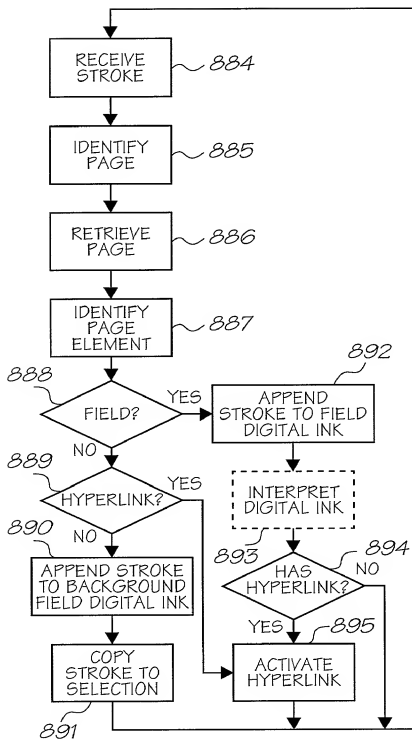 RECEIVE
STROKE
884
IDENTIFY
PAGE
885
RETRIEVE
PAGE
886
IDENTIFY
PAGE
ELEMENT
887
888
FIELD?
YES
NO
892
APPEND
STROKE TO FIELD
DIGITAL INK
889
HYPERLINK?
YES
NO
INTERPRET
DIGITAL INK
893
890
APPEND STROKE
TO BACKGROUND
FIELD DIGITAL INK
894
HAS
HYPERLINK?
NO
YES
895
COPY
STROKE TO
SELECTION
891
ACTIVATE
HYPERLINK